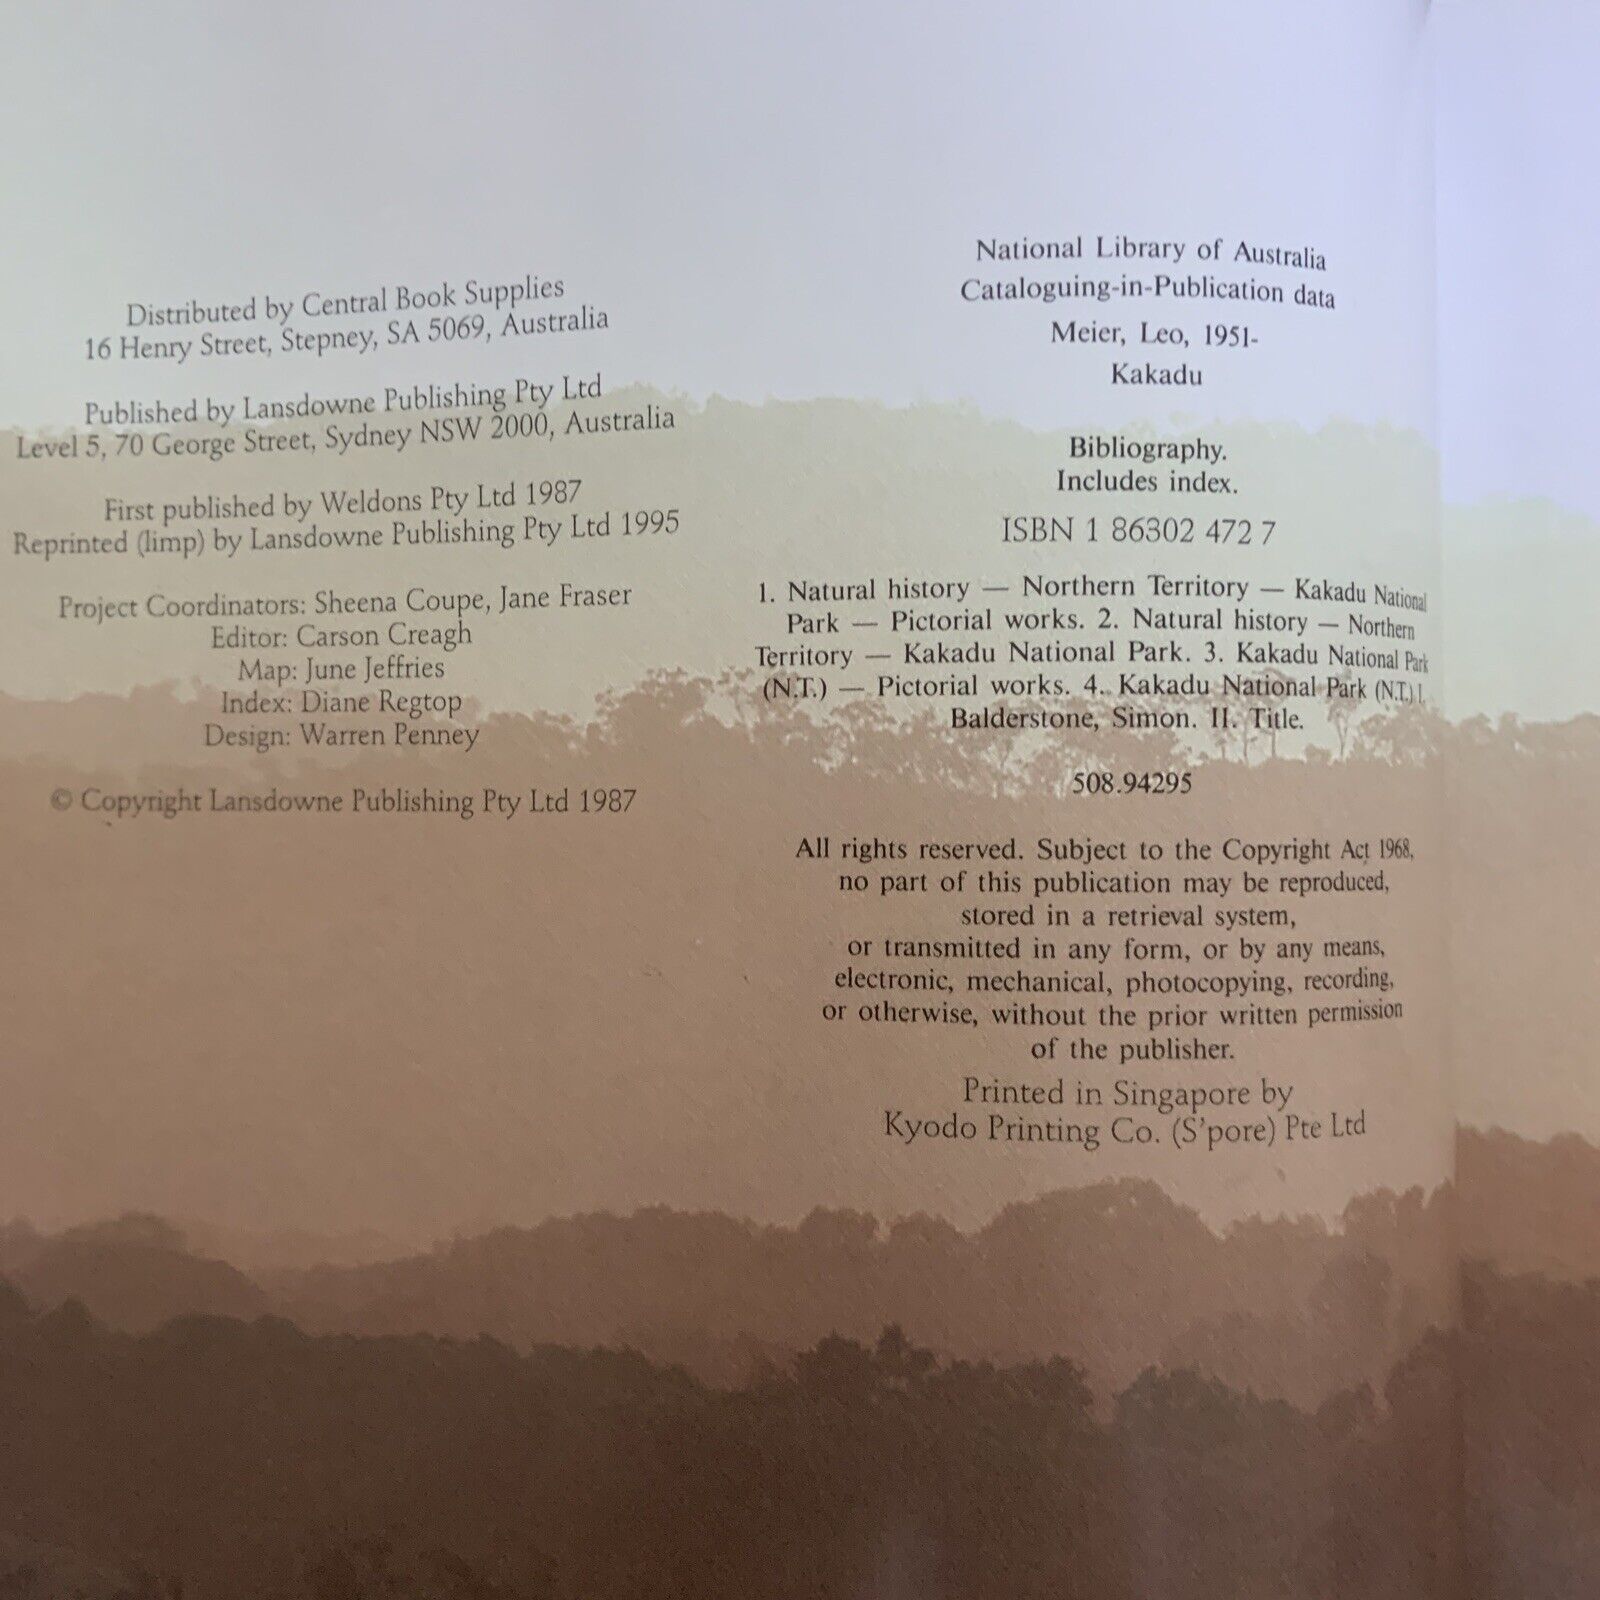 Distributed by Central Book Supplies
16 Henry Street, Stepney, SA 5069, Australia
Published by Lansdowne Publishing Pty Ltd
Level 5, 70 George Street, Sydney NSW 2000, Australia
First published by Weldons Pty Ltd 1987
Reprinted (limp) by Lansdowne Publishing Pty Ltd 1995
Project Coordinators: Sheena Coupe, Jane Fraser
Editor: Carson Creagh
Map: June Jeffries
Index: Diane Regtop
Design: Warren Penney
© Copyright Lansdowne Publishing Pty Ltd 1987
National Library of Australia
Cataloguing-in-Publication data
Meier, Leo, 1951-
Kakadu
Bibliography.
Includes index.
ISBN 1 86302 472 7
1. Natural history — Northern Territory — Kakadu National
Park — Pictorial works. 2. Natural history — Northern
Territory — Kakadu National Park. 3. Kakadu National Park
(N.T.) — Pictorial works. 4. Kakadu National Park (N.T.) I.
Balderstone, Simon. II. Title.
508.94295
All rights reserved. Subject to the Copyright Act 1968,
no part of this publication may be reproduced,
stored in a retrieval system,
or transmitted in any form, or by any means,
electronic, mechanical, photocopying, recording,
or otherwise, without the prior written permission
of the publisher.
Printed in Singapore by
Kyodo Printing Co. (S'pore) Pte Ltd